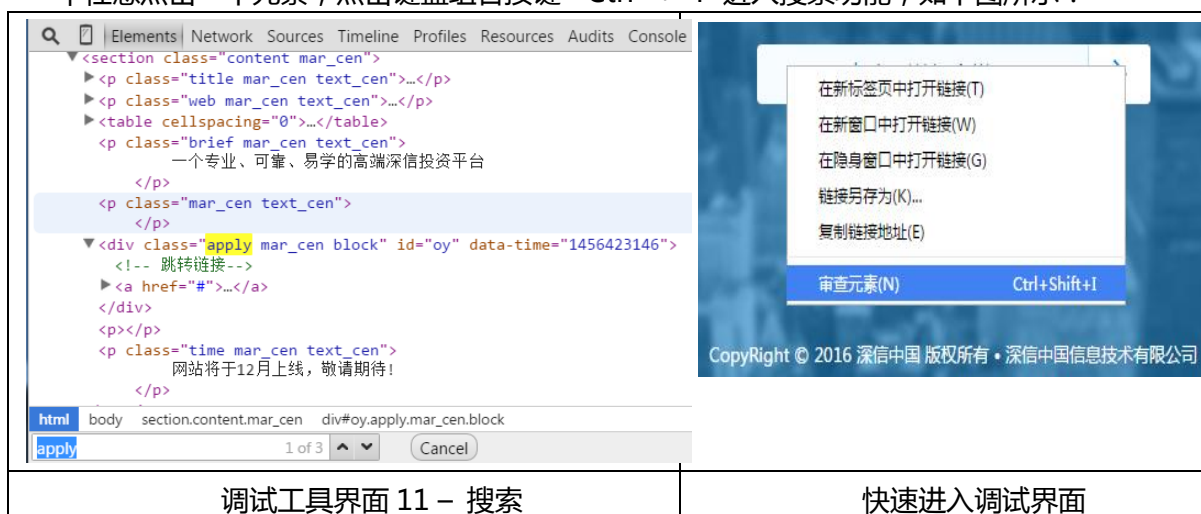 Elements Network Sources Timeline Profiles Resources Audits Console
▼<section class="content mar_cen">
▶<p class="title mar_cen text_cen">…</p>
▶<p class="web mar_cen text_cen">…</p>
▶<table cellspacing="0">…</table>
<p class="brief mar_cen text_cen">
一个专业、可靠、易学的高端深信投资平台
</p>
<p class="mar_cen text_cen">
</p>
▼<div class="apply mar_cen block" id="oy" data-time="1456423146">
<!-- 跳转链接-->
▶<a href="#">…</a>
</div>
<p></p>
<p class="time mar_cen text_cen">
网站将于12月上线，敬请期待!
</p>
html body section.content.mar_cen div#oy.apply.mar_cen.block
apply 1 of 3 Cancel
在新标签页中打开链接(T)
在新窗口中打开链接(W)
在隐身窗口中打开链接(G)
链接另存为(K)...
复制链接地址(E)
审查元素(N) Ctrl+Shift+I
CopyRight © 2016 深信中国 版权所有 • 深信中国信息技术有限公司
调试工具界面 11 – 搜索
快速进入调试界面